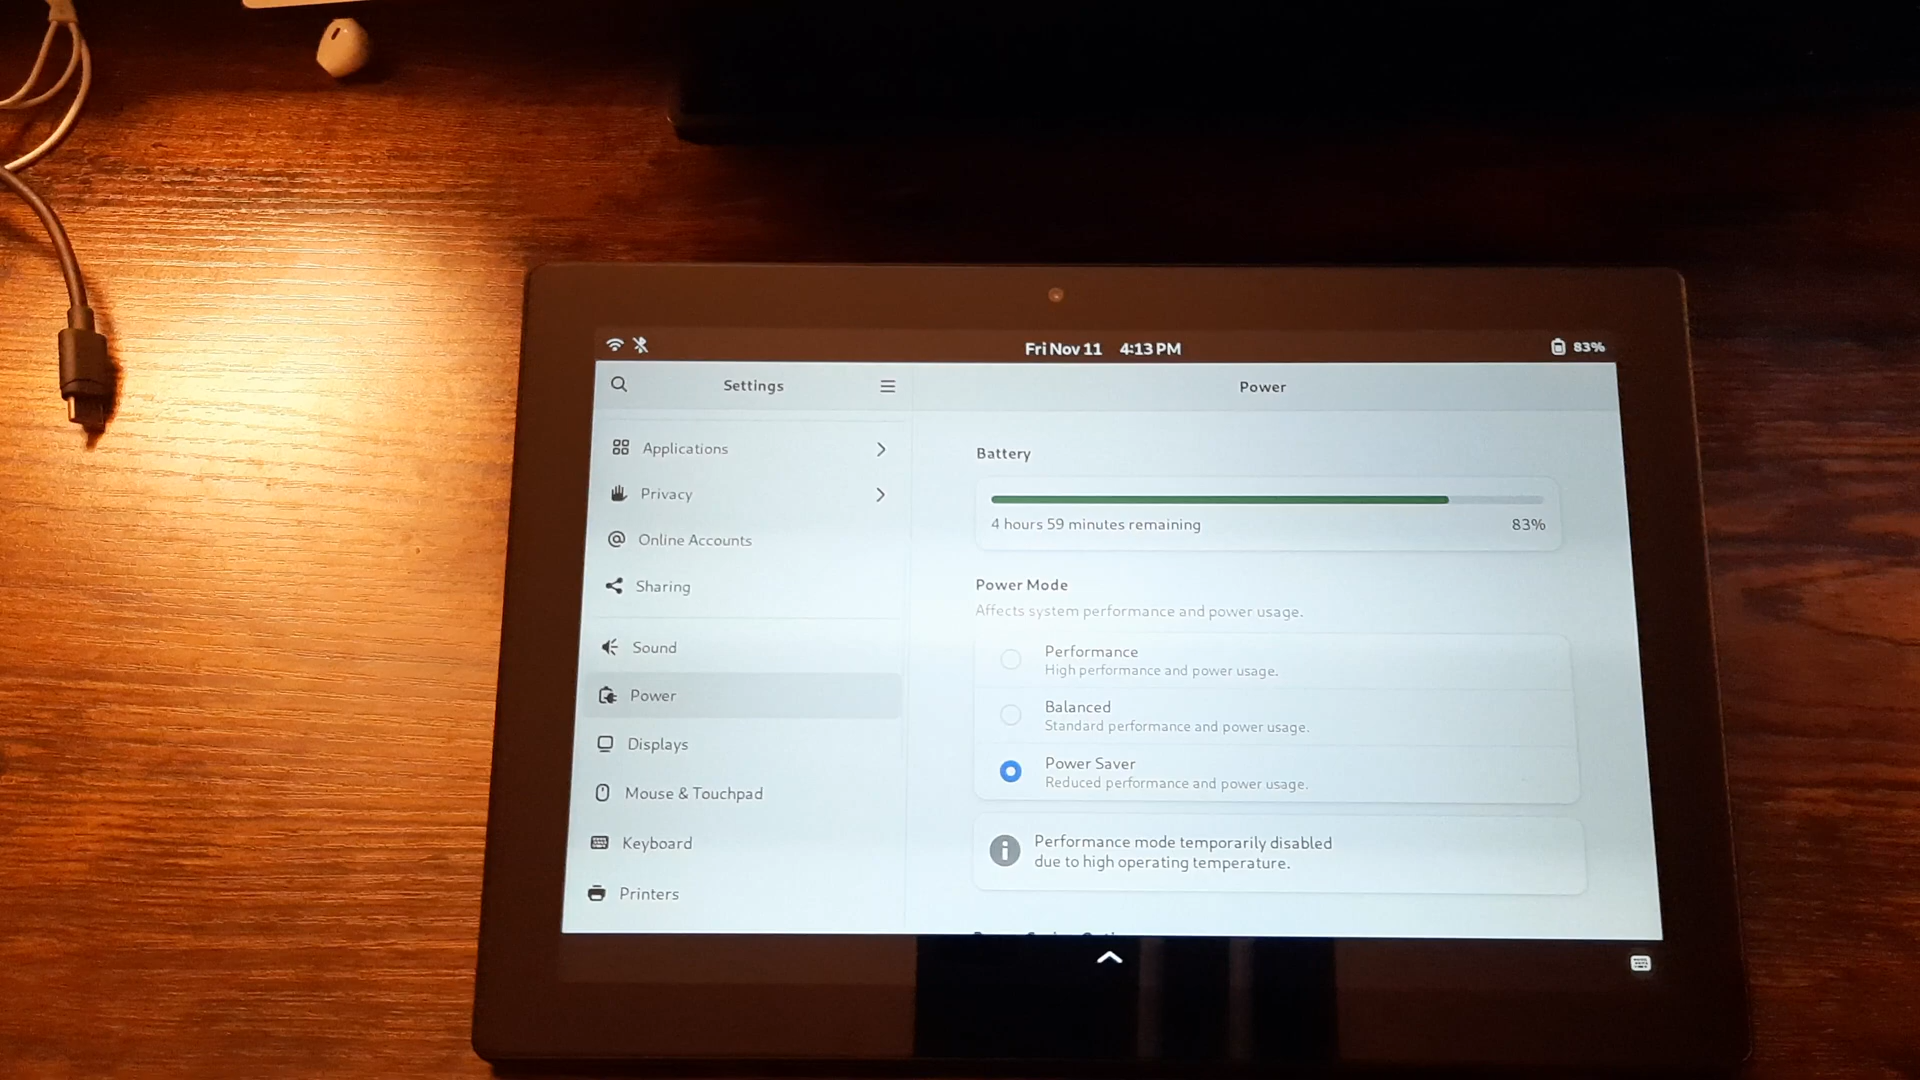 Fri Nov 11 4:13 PM
83%
Settings
Power
Applications
Privacy
Online Accounts
Sharing
Sound
Power
Displays
Mouse & Touchpad
Keyboard
Printers
Battery
4 hours 59 minutes remaining 83%
Power Mode
Affects system performance and power usage.
Performance
High performance and power usage.
Balanced
Standard performance and power usage.
Power Saver
Reduced performance and power usage.
Performance mode temporarily disabled
due to high operating temperature.